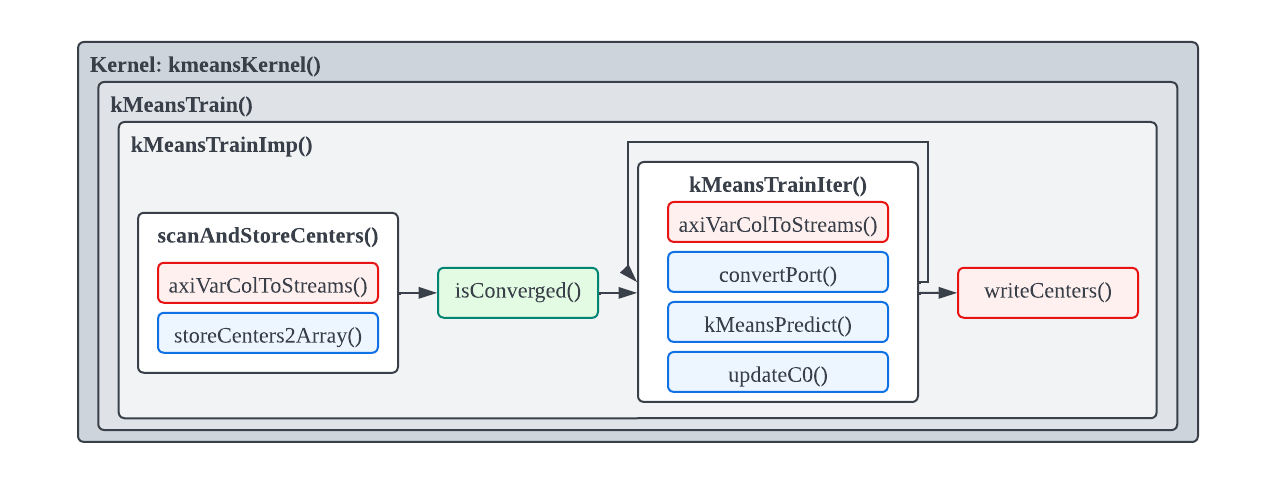 Kernel: kmeansKernel()
kMeansTrain()
kMeansTrainImp()
scanAndStoreCenters()
axiVarColToStreams()
storeCenters2Array()
isConverged()
kMeansTrainIter()
axiVarColToStreams()
convertPort()
kMeansPredict()
updateC0()
writeCenters()